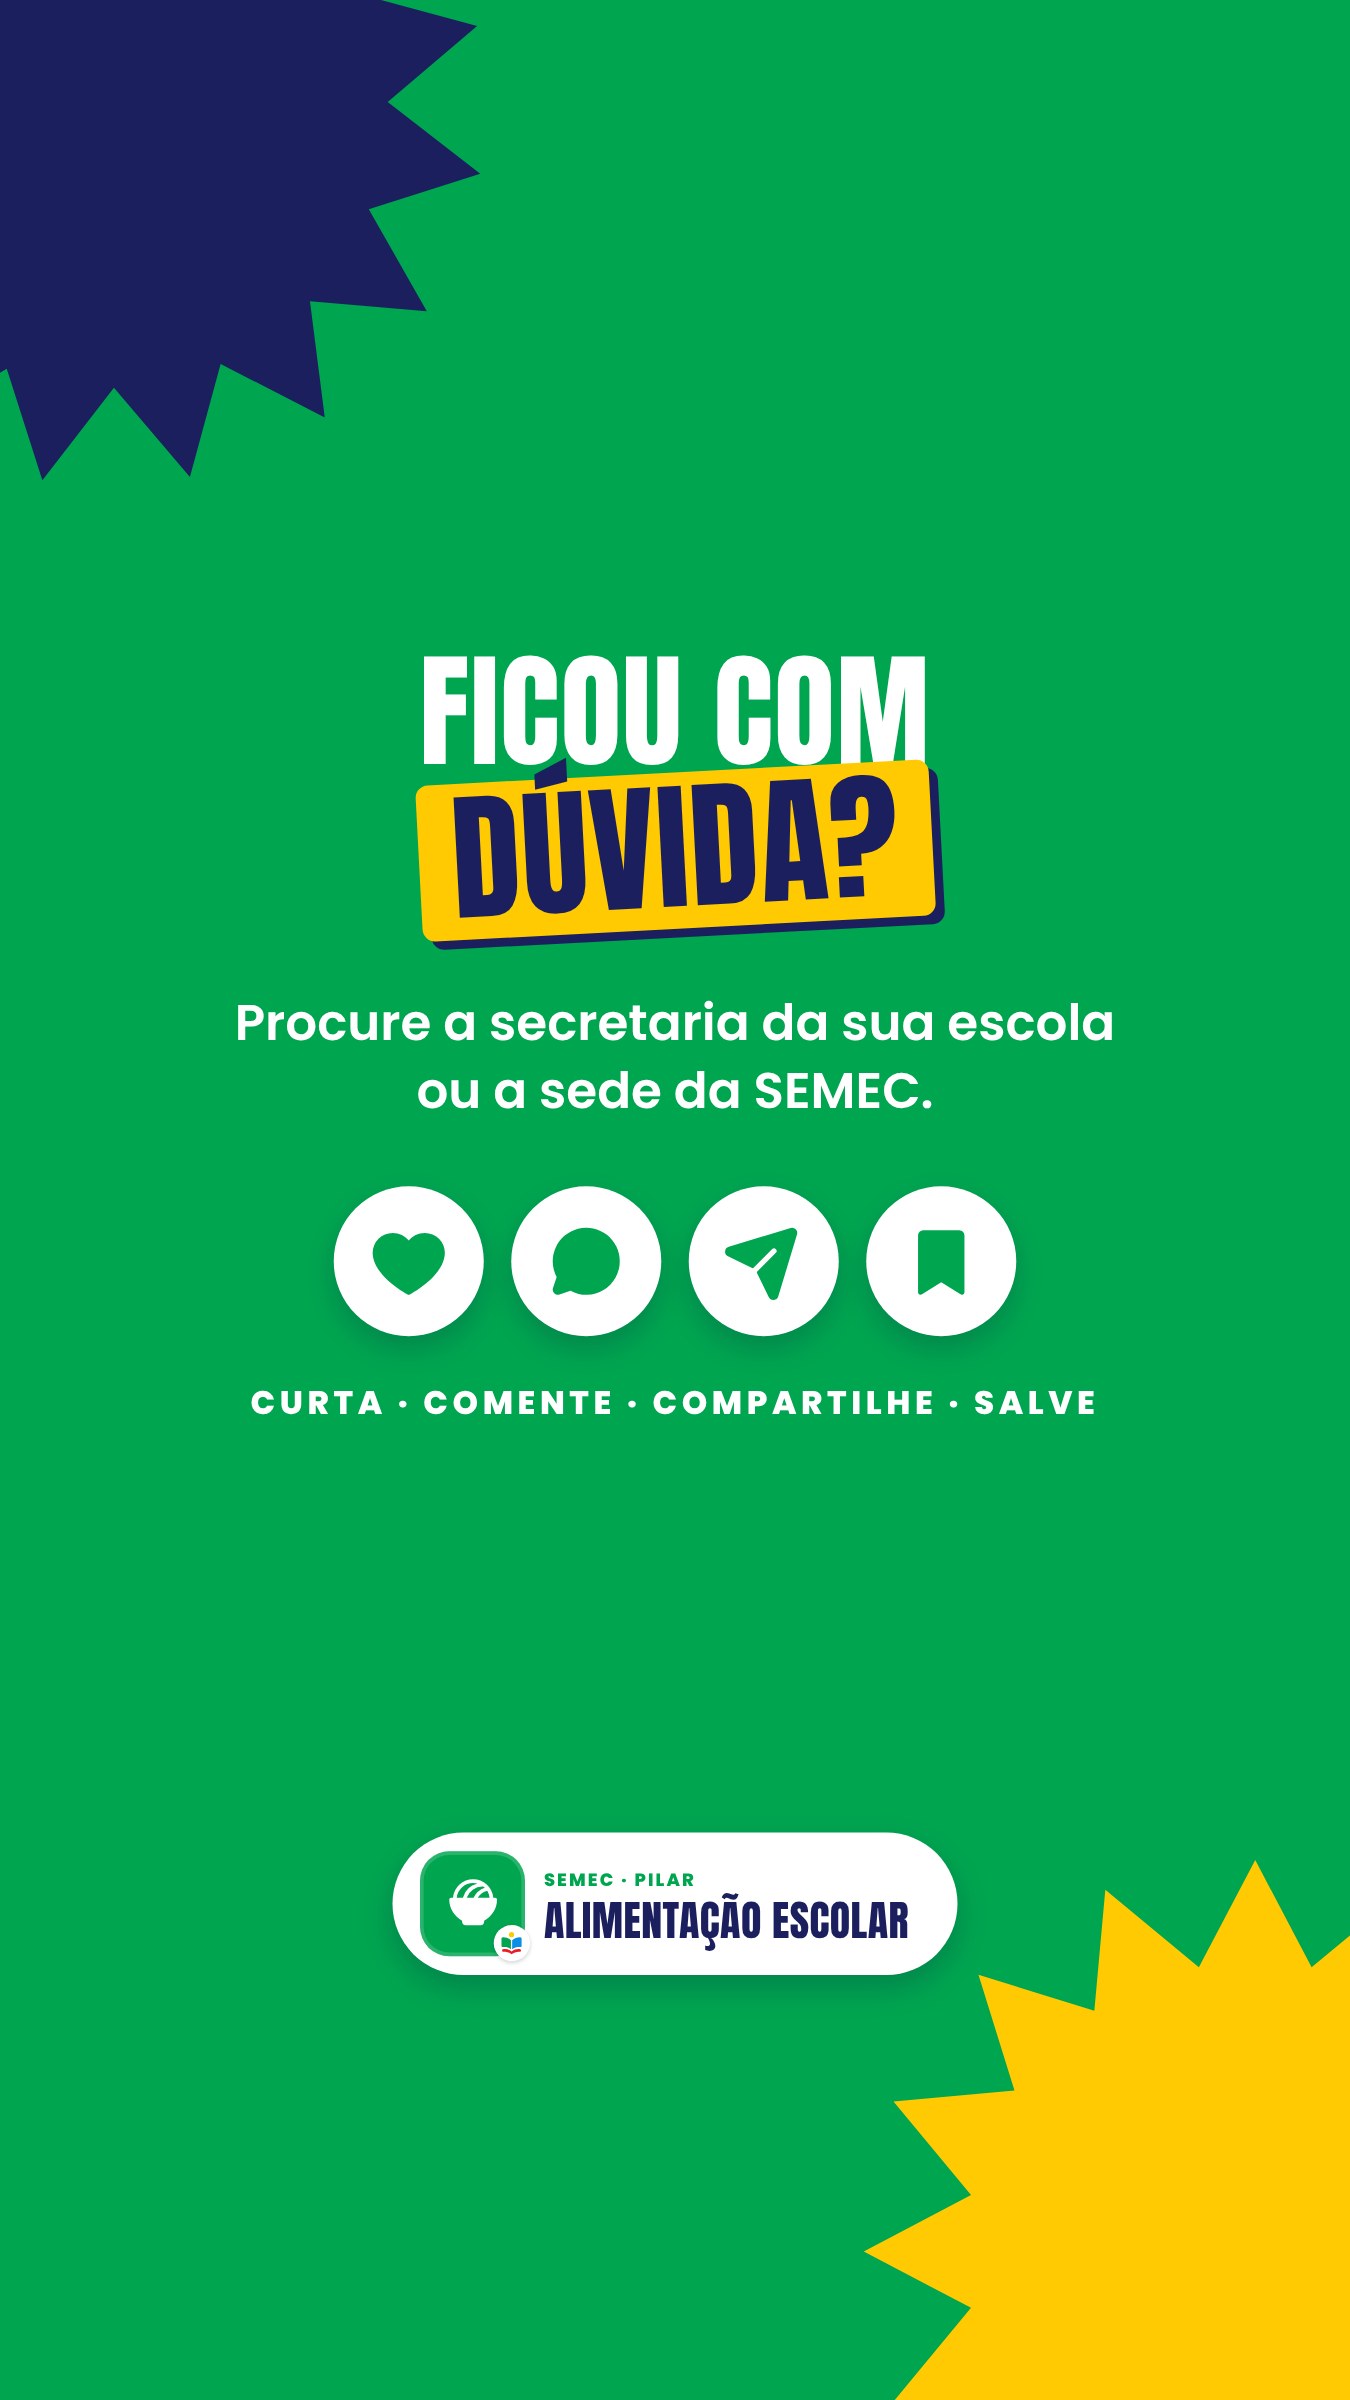 FICOU COM
DÚVIDA?
Procure a secretaria da sua escola
ou a sede da SEMEC.
CURTA · COMENTE · COMPARTILHE · SALVE
SEMEC · PILAR
ALIMENTAÇÃO ESCOLAR